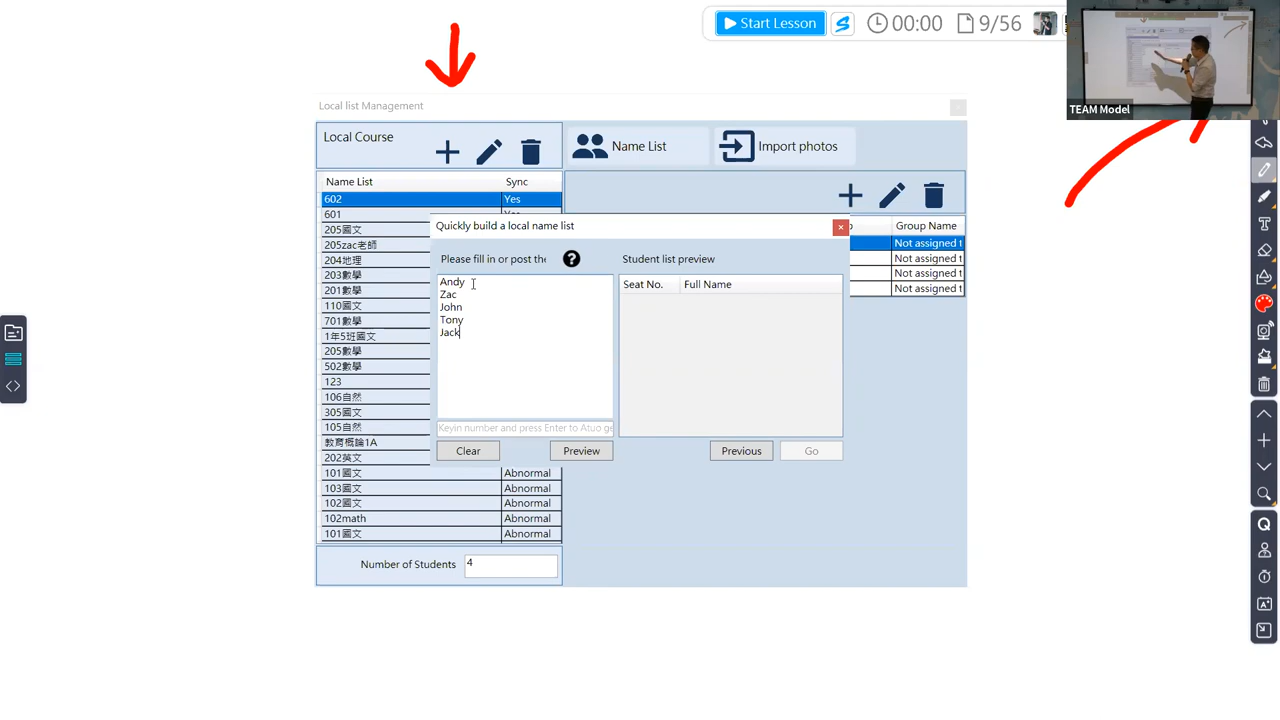 Start Lesson
00:00
9/56
TEAM Model
Local list Management
Local Course
Name List
Import photos
Name List Sync
602 Yes
601
205國文
205zac老師
204地理
203數學
201數學
110國文
701數學
1年5班國文
205數學
502數學
123
106自然
305國文
105自然
教育概論1A
202英文
101國文 Abnormal
103國文 Abnormal
102國文 Abnormal
102math Abnormal
101國文 Abnormal
Number of Students 4
Group Name
Not assigned t
Not assigned t
Not assigned t
Not assigned t
Quickly build a local name list
Please fill in or post the
Student list preview
Andy
Zac
John
Tony
Jack
Seat No. Full Name
Keyin number and press Enter to Atuo ge
Clear Preview Previous Go